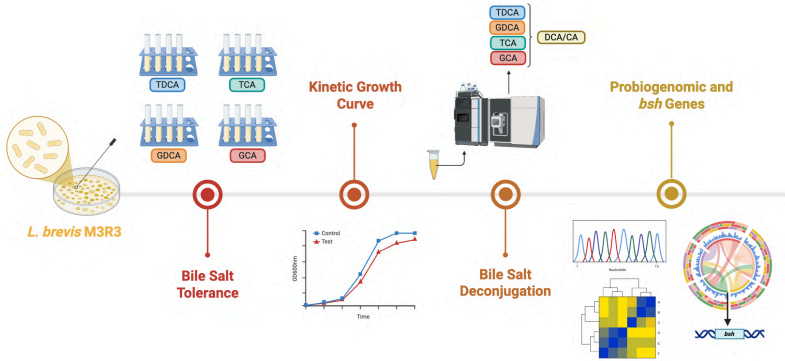 TDCA
GDCA
TCA
GCA
DCA/CA
TDCA
TCA
GDCA
GCA
Kinetic Growth
Curve
Probiogenomic and
bsh Genes
L. brevis M3R3
Bile Salt
Tolerance
Control
Test
OD600nm
Time
Bile Salt
Deconjugation
Nucleotide
bsh